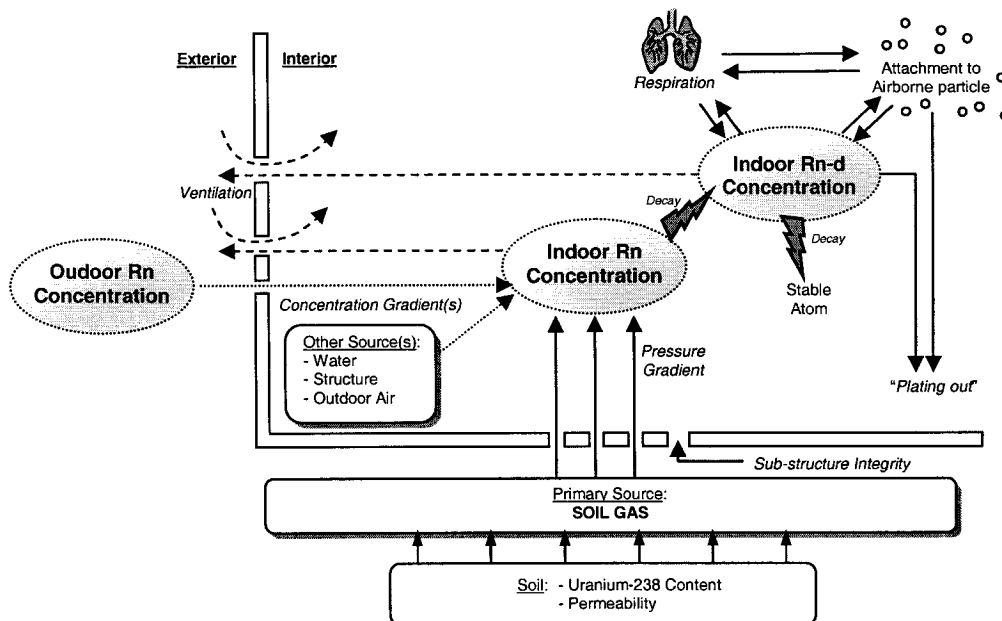 Exterior
Interior
Respiration
Attachment to
Airborne particle
Indoor Rn-d
Concentration
Ventilation
Decay
Decay
Stable
Atom
Indoor Rn
Concentration
Oudoor Rn
Concentration
Concentration Gradient(s)
Other Source(s):
- Water
- Structure
- Outdoor Air
Pressure
Gradient
"Plating out"
Sub-structure Integrity
Primary Source:
SOIL GAS
Soil: - Uranium-238 Content
- Permeability